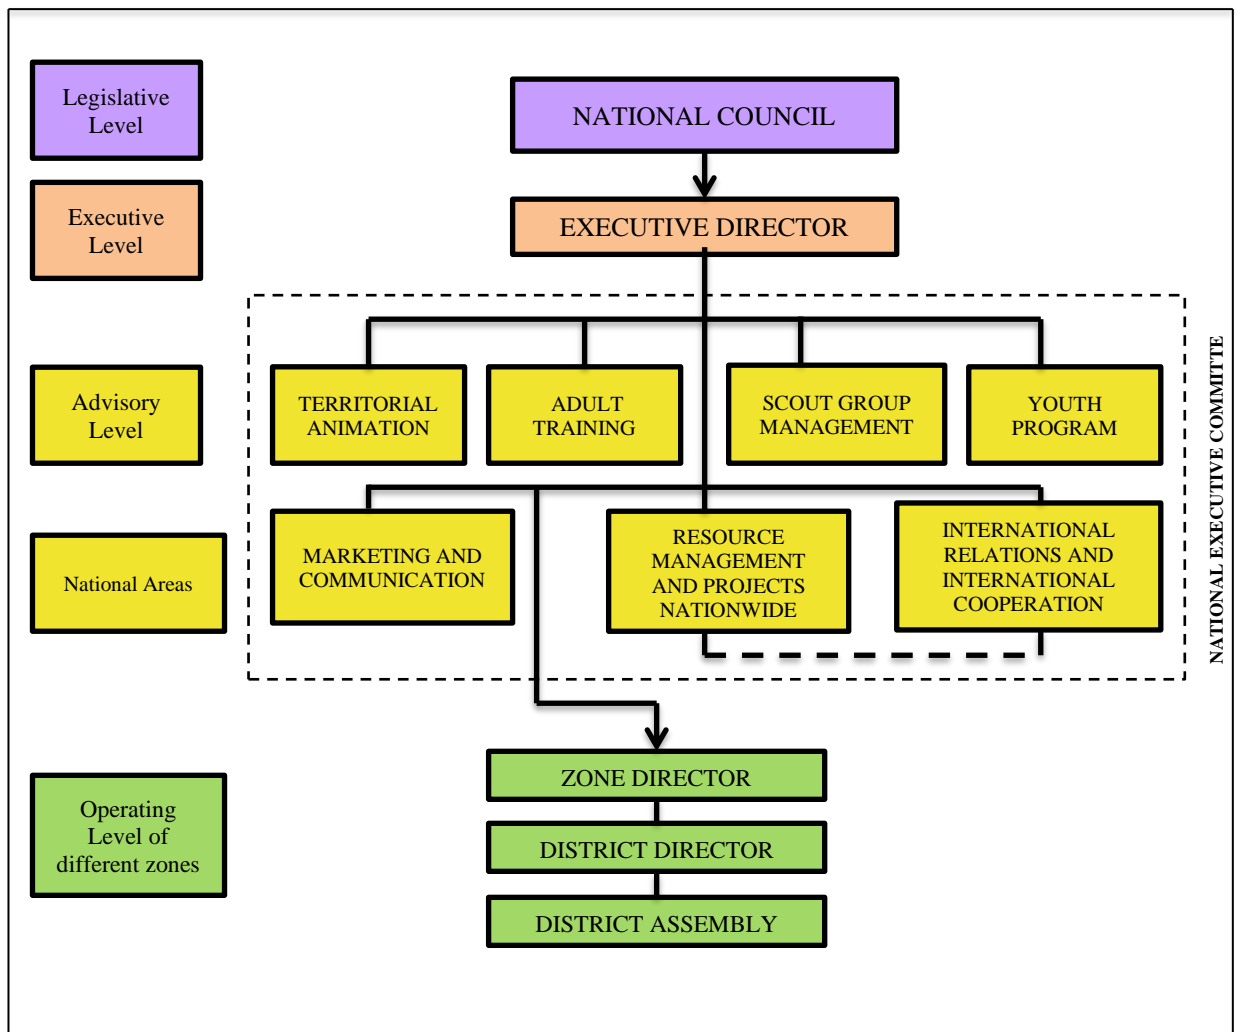 Legislative
Level
NATIONAL COUNCIL
Executive
Level
EXECUTIVE DIRECTOR
Advisory
Level
TERRITORIAL
ANIMATION
ADULT
TRAINING
SCOUT GROUP
MANAGEMENT
YOUTH
PROGRAM
National Areas
MARKETING AND
COMMUNICATION
RESOURCE
MANAGEMENT
AND PROJECTS
NATIONWIDE
INTERNATIONAL
RELATIONS AND
INTERNATIONAL
COOPERATION
NATIONAL EXECUTIVE COMMITTE
Operating
Level of
different zones
ZONE DIRECTOR
DISTRICT DIRECTOR
DISTRICT ASSEMBLY